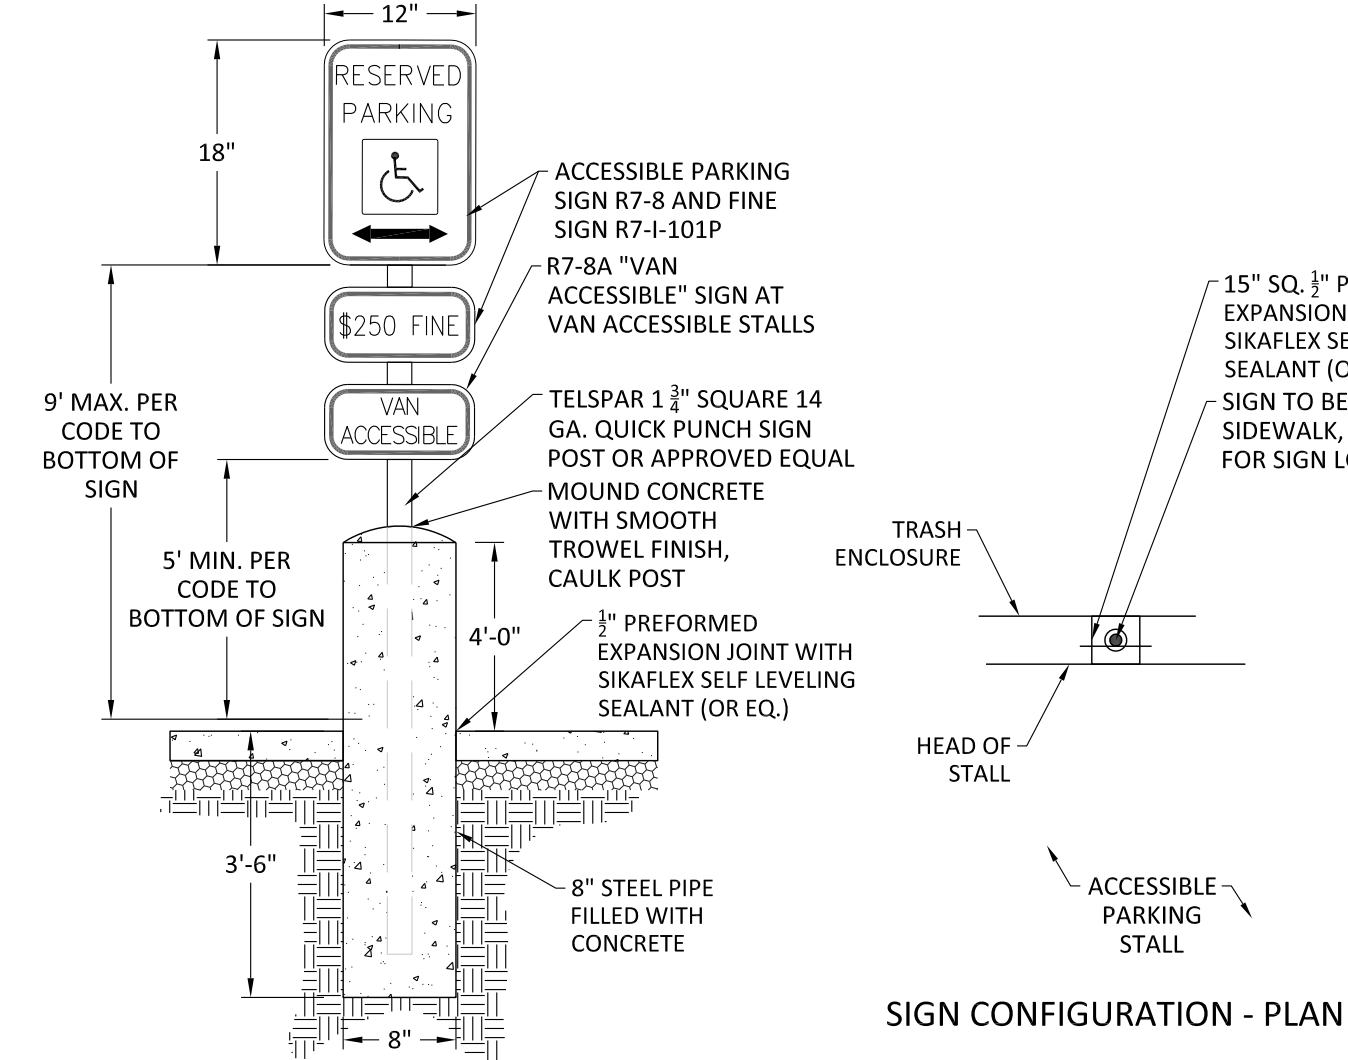 12"
RESERVED
PARKING
18"
ACCESSIBLE PARKING
SIGN R7-8 AND FINE
SIGN R7-I-101P
R7-8A "VAN
ACCESSIBLE" SIGN AT
VAN ACCESSIBLE STALLS
$250 FINE
VAN
ACCESSIBLE
9' MAX. PER
CODE TO
BOTTOM OF
SIGN
TELSPAR 1 3/4" SQUARE 14
GA. QUICK PUNCH SIGN
POST OR APPROVED EQUAL
MOUND CONCRETE
WITH SMOOTH
TROWEL FINISH,
CAULK POST
5' MIN. PER
CODE TO
BOTTOM OF SIGN
4'-0"
1/2" PREFORMED
EXPANSION JOINT WITH
SIKAFLEX SELF LEVELING
SEALANT (OR EQ.)
3'-6"
8" STEEL PIPE
FILLED WITH
CONCRETE
8"
15" SQ. 1/2" P
EXPANSION
SIKAFLEX SE
SEALANT (O
SIGN TO BE
SIDEWALK,
FOR SIGN LO
TRASH
ENCLOSURE
HEAD OF
STALL
ACCESSIBLE
PARKING
STALL
SIGN CONFIGURATION - PLAN